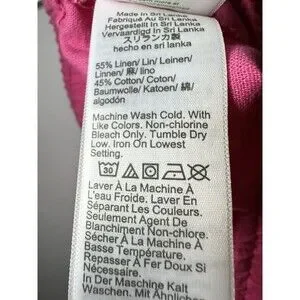 Made in Sri Lanka
Fabriqué Au Sri Lanka
Vervaardigd In Sri Lanka
スリランカ製
hecho en sri lanka
55% Linen/ Lin/ Leinen/
Linnen/ 麻/ lino
45% Cotton/ Coton/
Baumwolle/ Katoen/ 綿/
algodón
Machine Wash Cold. With
Like Colors. Non-chlorine
Bleach Only. Tumble Dry
Low. Iron On Lowest
Setting.
30
Laver À La Machine À
L'eau Froide. Laver En
Séparant Les Couleurs.
Seulement Agent De
Blanchiment Non-chlore.
Sécher À La Machine À
Basse Température.
Repasser À Fer Doux Si
Nécessaire.
In Der Maschine Kalt
Waschen. Mit Ähnlichen